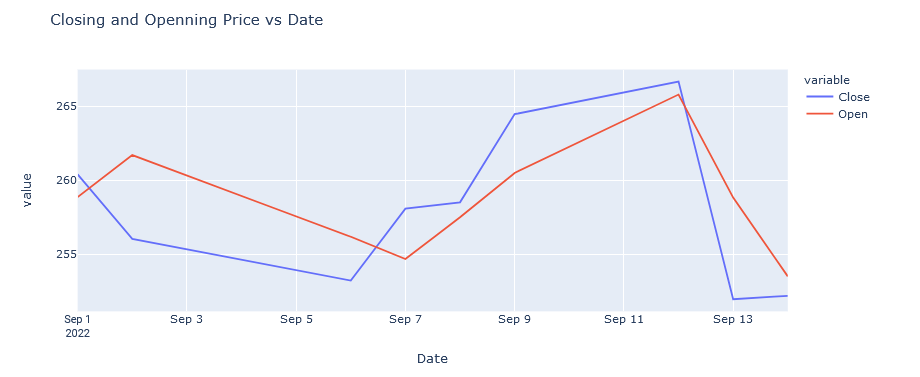 Closing and Openning Price vs Date
variable
Close
Open
value
265
260
255
Sep 1
2022
Sep 3
Sep 5
Sep 7
Sep 9
Sep 11
Sep 13
Date